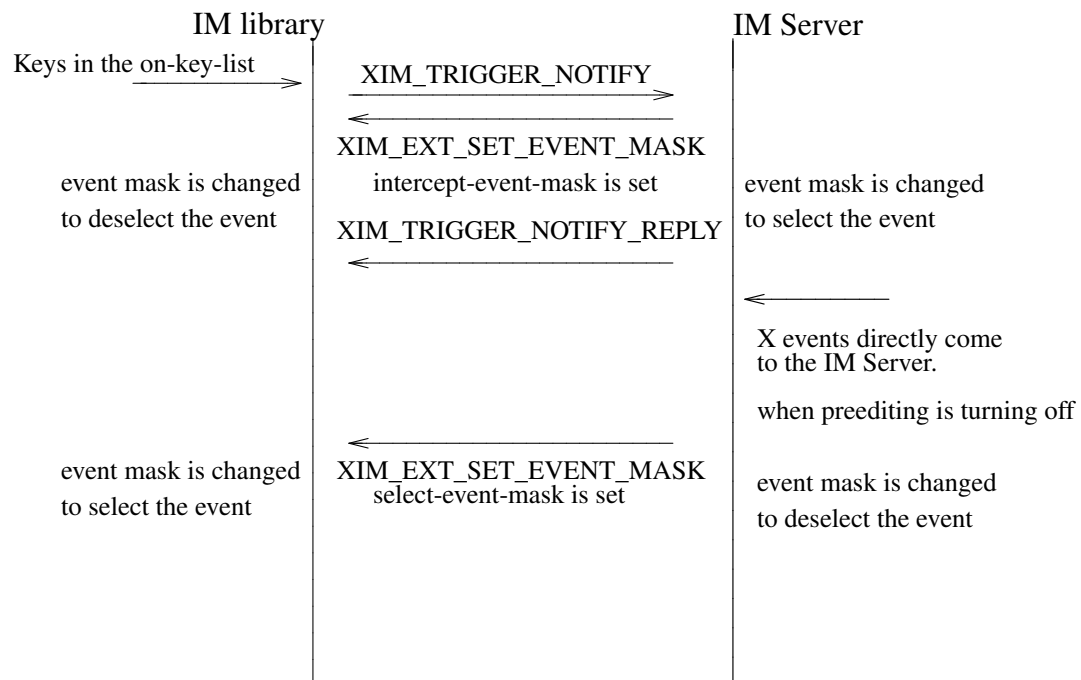 IM library
IM Server
Keys in the on-key-list
XIM_TRIGGER_NOTIFY
XIM_EXT_SET_EVENT_MASK
intercept-event-mask is set
event mask is changed
to deselect the event
event mask is changed
to select the event
XIM_TRIGGER_NOTIFY_REPLY
X events directly come
to the IM Server.
when preediting is turning off
event mask is changed
to select the event
XIM_EXT_SET_EVENT_MASK
select-event-mask is set
event mask is changed
to deselect the event